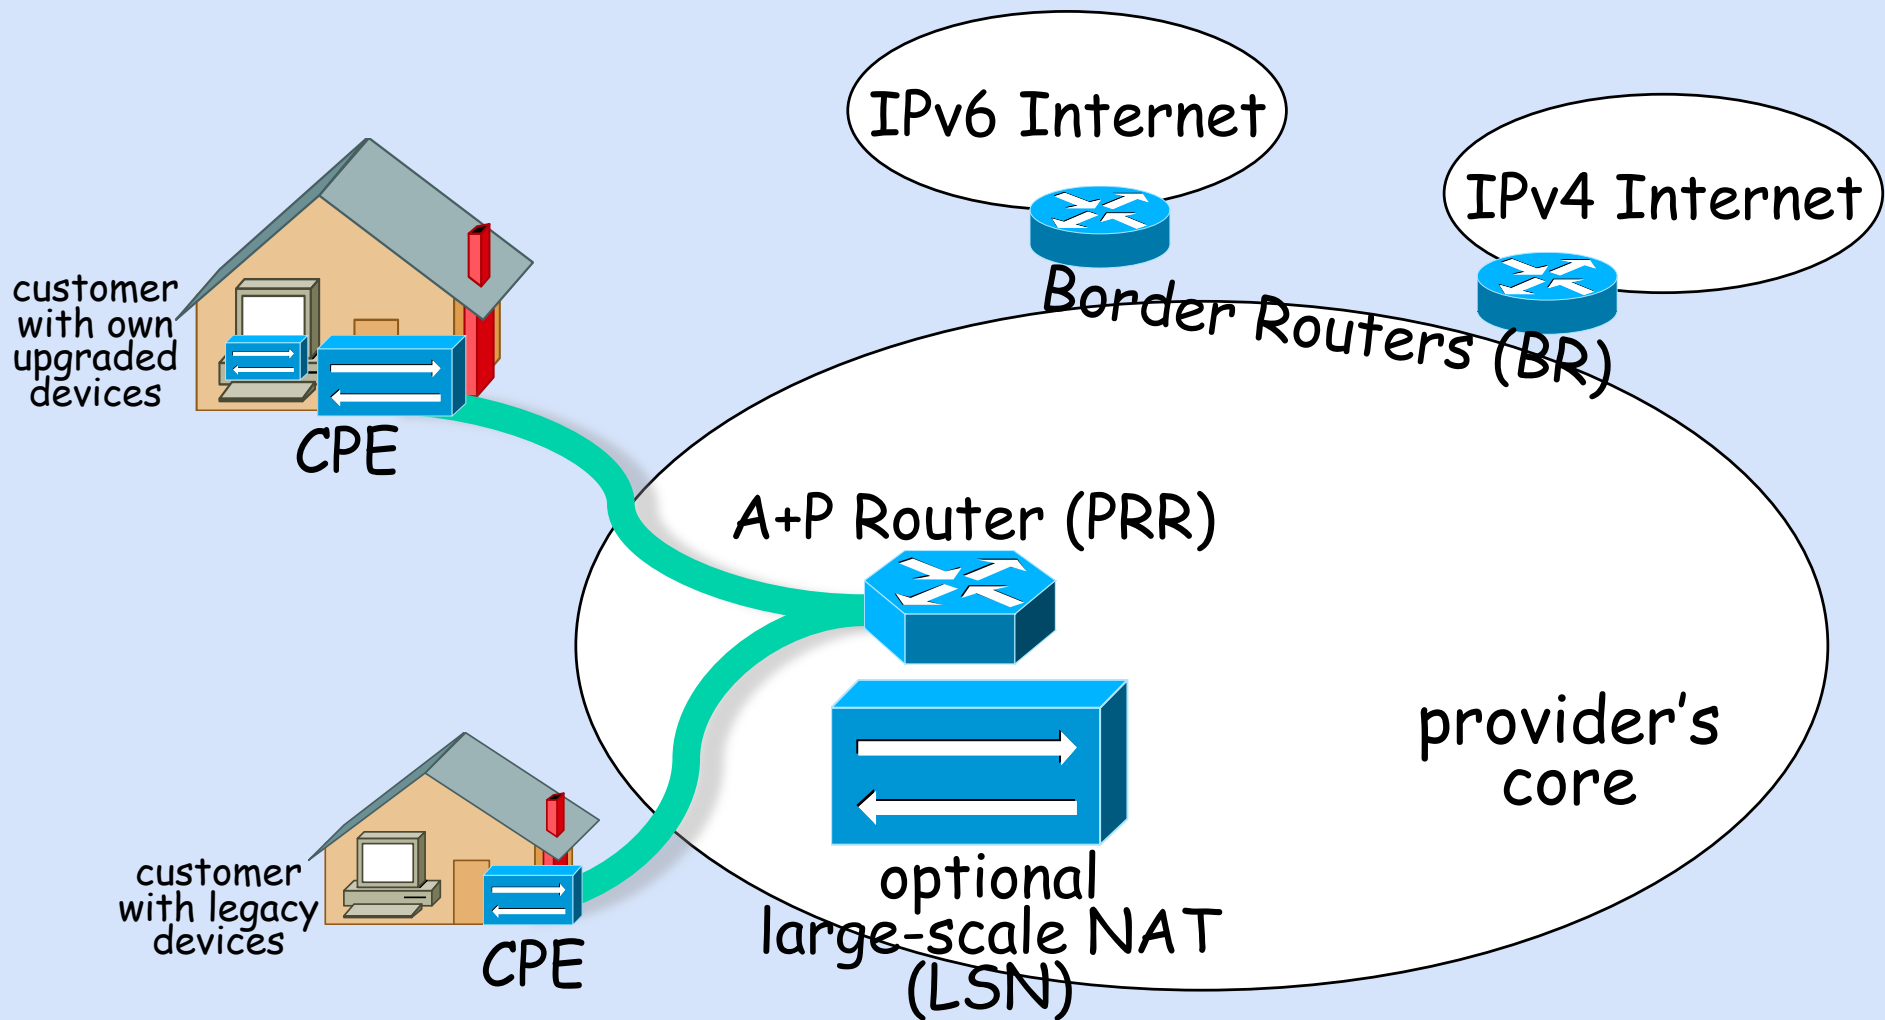 IPv6 Internet
IPv4 Internet
Border Routers (BR)
customer
with own
upgraded
devices
CPE
A+P Router (PRR)
provider's
core
optional
large-scale NAT
(LSN)
customer
with legacy
devices
CPE